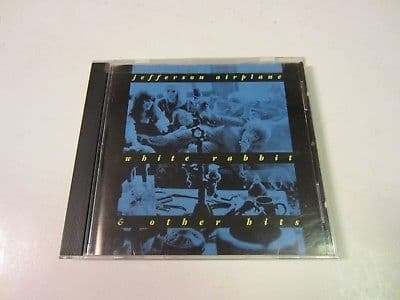 jefferson airplane
white rabbit
& other hits